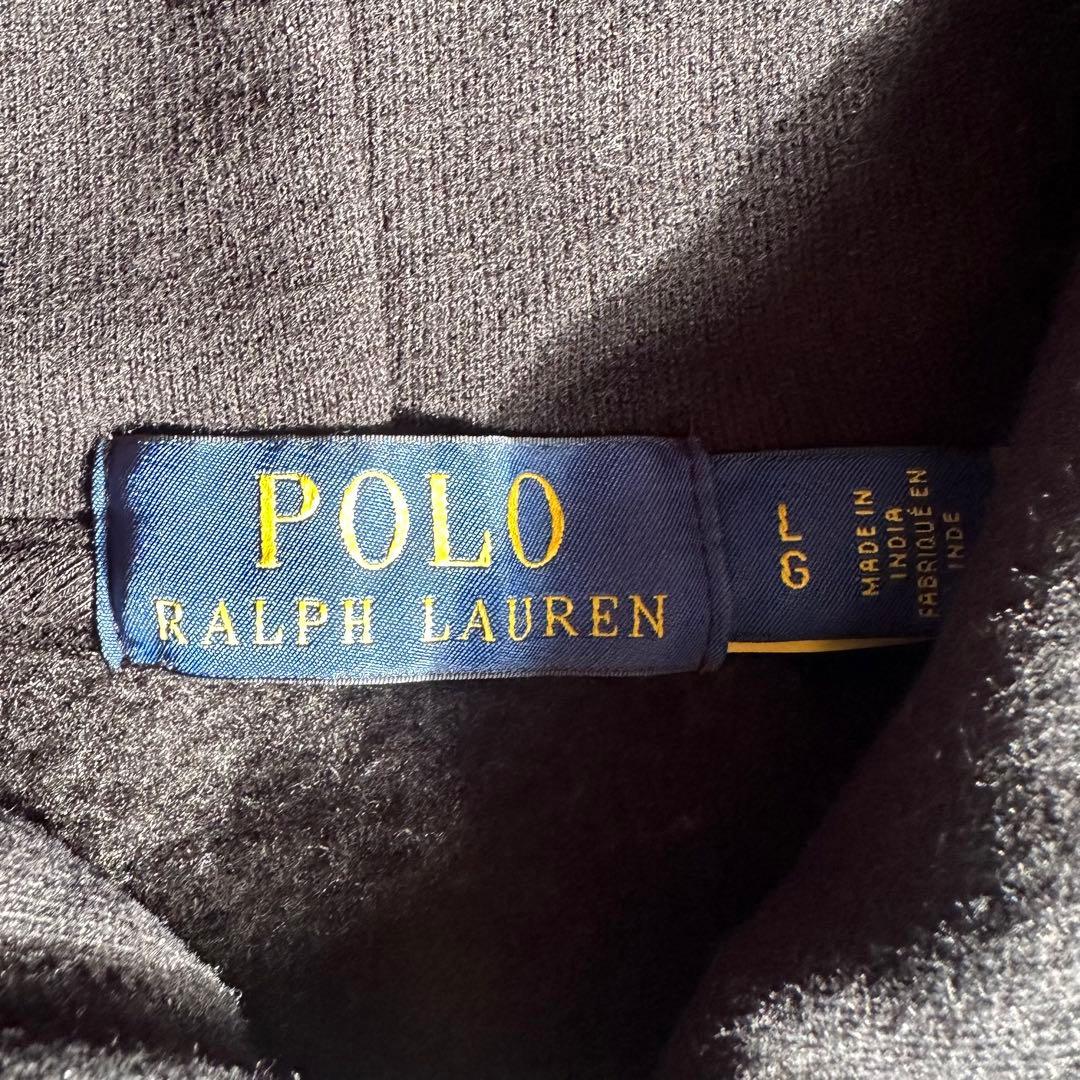 POLO
RALPH LAUREN
L
G
MADE IN
INDIA
FABRIQUÉ EN
INDE